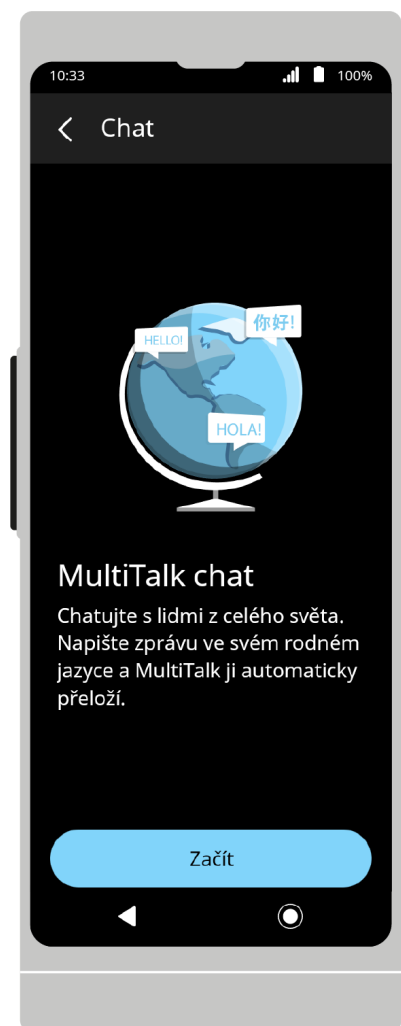 10:33
100%
Chat
HELLO!
你好!
HOLA!
MultiTalk chat
Chatujte s lidmi z celého světa.
Napište zprávu ve svém rodném
jazyce a MultiTalk ji automaticky
přeloží.
Začít